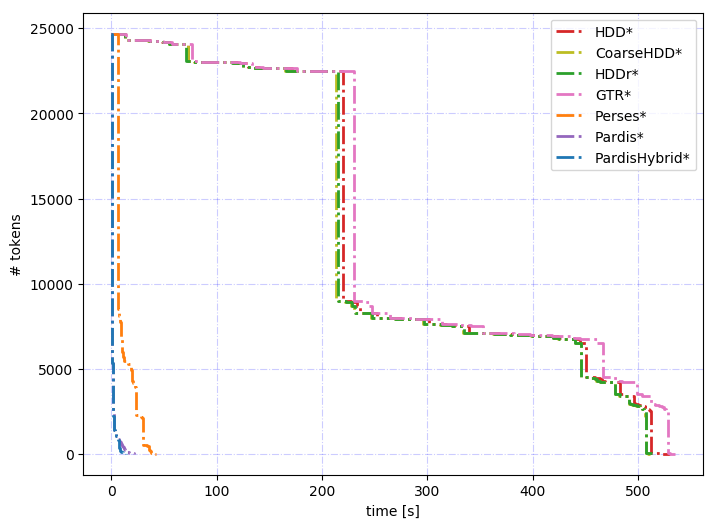 25000
20000
15000
10000
5000
0
# tokens
0 100 200 300 400 500
time [s]
HDD*
CoarseHDD*
HDDr*
GTR*
Perses*
Pardis*
PardisHybrid*